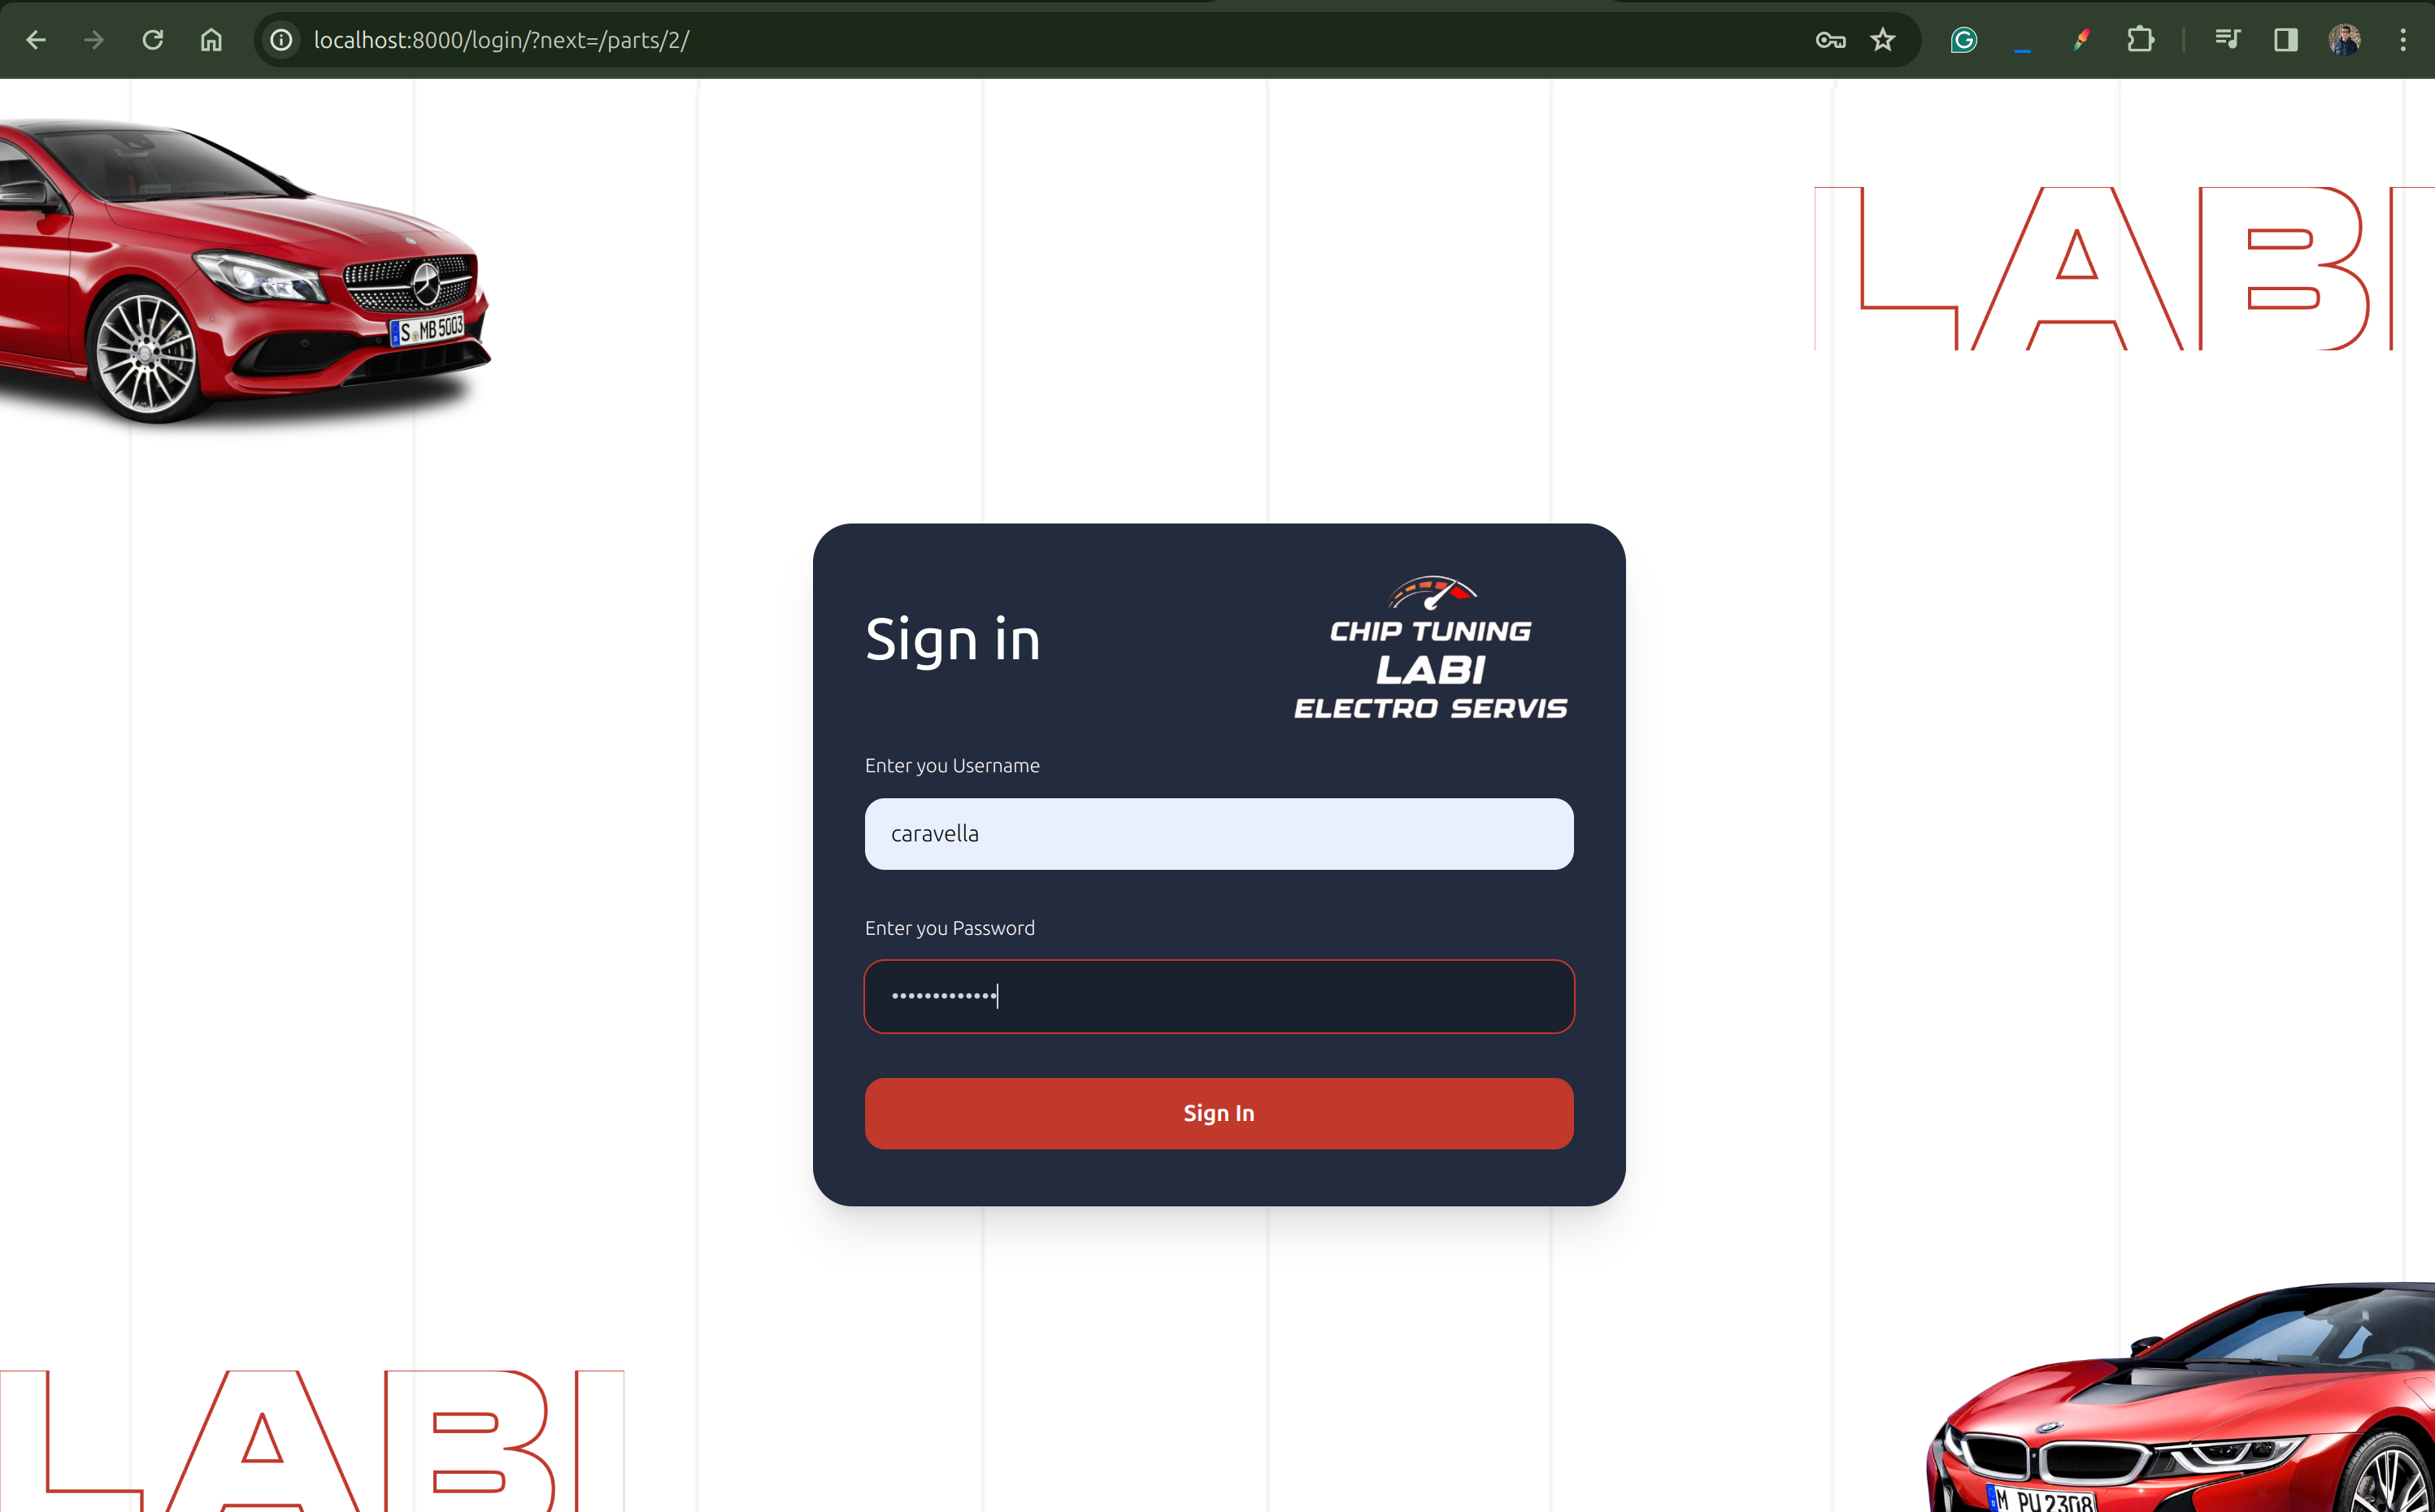 localhost:8000/login/?next=/parts/2/
LABI
S MB 5003
Sign in
CHIP TUNING
LABI
ELECTRO SERVIS
Enter you Username
caravella
Enter you Password
•••••••••••••
Sign In
LABI
M PU 2308